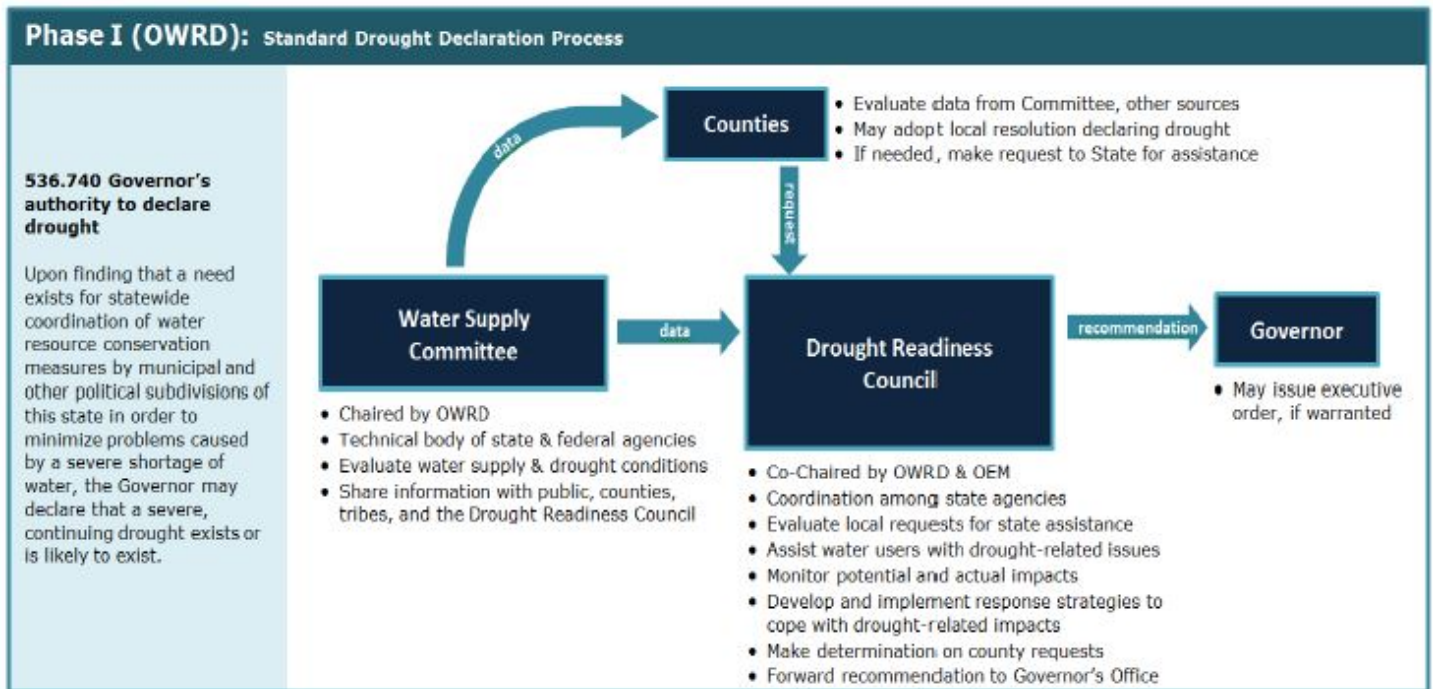 Phase I (OWRD): Standard Drought Declaration Process
536.740 Governor's
authority to declare
drought
Upon finding that a need
exists for statewide
coordination of water
resource conservation
measures by municipal and
other political subdivisions of
this state in order to
minimize problems caused
by a severe shortage of
water, the Governor may
declare that a severe,
continuing drought exists or
is likely to exist.
data
Counties
• Evaluate data from Committee, other sources
• May adopt local resolution declaring drought
• If needed, make request to State for assistance
request
Water Supply
Committee
• Chaired by OWRD
• Technical body of state & federal agencies
• Evaluate water supply & drought conditions
• Share information with public, counties,
tribes, and the Drought Readiness Council
data
Drought Readiness
Council
• Co-Chaired by OWRD & OEM
• Coordination among state agencies
• Evaluate local requests for state assistance
• Assist water users with drought-related issues
• Monitor potential and actual impacts
• Develop and implement response strategies to
cope with drought-related impacts
• Make determination on county requests
• Forward recommendation to Governor's Office
recommendation
Governor
• May issue executive
order, if warranted